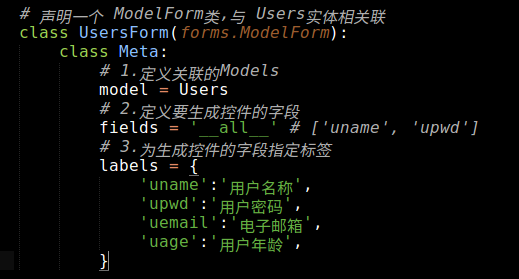 # 声明一个 ModelForm类,与 Users实体相关联
class UsersForm(forms.ModelForm):
    class Meta:
        # 1.定义关联的Models
        model = Users
        # 2.定义要生成控件的字段
        fields = '__all__' # ['uname', 'upwd']
        # 3.为生成控件的字段指定标签
        labels = {
            'uname':'用户名称',
            'upwd':'用户密码',
            'uemail':'电子邮箱',
            'uage':'用户年龄',
        }